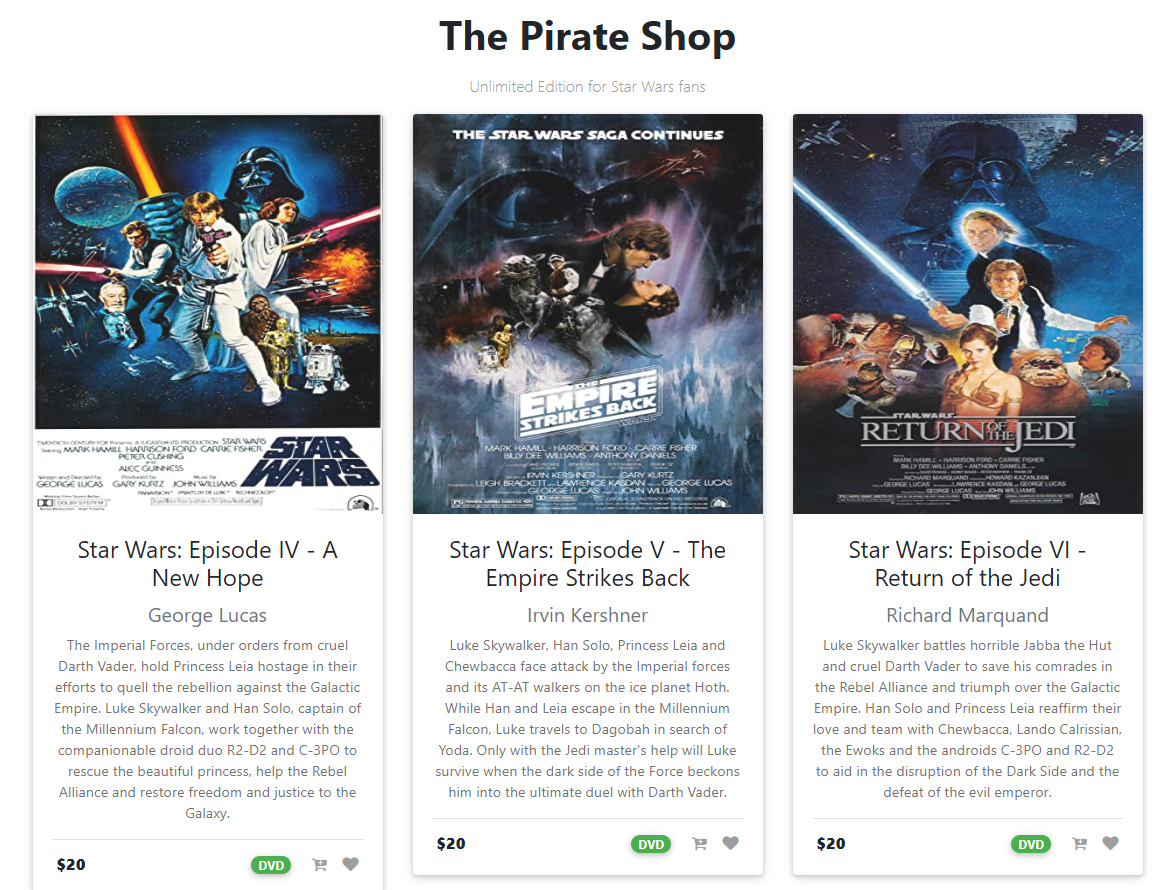 The Pirate Shop
Unlimited Edition for Star Wars fans
STAR WARS
MARK HAMILL HARRISON FORD CARRIE FISHER
PETER CUSHING
and
ALEC GUINNESS
Written and Directed by
GEORGE LUCAS
Produced by
GARY KURTZ
Music by
JOHN WILLIAMS
STAR
WARS
DOLBY SYSTEM
Star Wars: Episode IV - A
New Hope
George Lucas
The Imperial Forces, under orders from cruel
Darth Vader, hold Princess Leia hostage in their
efforts to quell the rebellion against the Galactic
Empire. Luke Skywalker and Han Solo, captain of
the Millennium Falcon, work together with the
companionable droid duo R2-D2 and C-3PO to
rescue the beautiful princess, help the Rebel
Alliance and restore freedom and justice to the
Galaxy.
$20
DVD
THE STAR WARS SAGA CONTINUES
THE
EMPIRE
STRIKES BACK
MARK HAMILL · HARRISON FORD · CARRIE FISHER
BILLY DEE WILLIAMS · ANTHONY DANIELS
IRVIN KERSHNER
GARY KURTZ
LEIGH BRACKETT
LAWRENCE KASDAN
GEORGE LUCAS
GEORGE LUCAS
JOHN WILLIAMS
PG
Star Wars: Episode V - The
Empire Strikes Back
Irvin Kershner
Luke Skywalker, Han Solo, Princess Leia and
Chewbacca face attack by the Imperial forces
and its AT-AT walkers on the ice planet Hoth.
While Han and Leia escape in the Millennium
Falcon, Luke travels to Dagobah in search of
Yoda. Only with the Jedi master's help will Luke
survive when the dark side of the Force beckons
him into the ultimate duel with Darth Vader.
$20
DVD
STAR WARS
RETURN OF THE JEDI
MARK HAMILL · HARRISON FORD · CARRIE FISHER
BILLY DEE WILLIAMS · ANTHONY DANIELS
RICHARD MARQUAND
HOWARD KAZANJIAN
GEORGE LUCAS
LAWRENCE KASDAN
GEORGE LUCAS
GEORGE LUCAS
JOHN WILLIAMS
Star Wars: Episode VI -
Return of the Jedi
Richard Marquand
Luke Skywalker battles horrible Jabba the Hut
and cruel Darth Vader to save his comrades in
the Rebel Alliance and triumph over the Galactic
Empire. Han Solo and Princess Leia reaffirm their
love and team with Chewbacca, Lando Calrissian,
the Ewoks and the androids C-3PO and R2-D2
to aid in the disruption of the Dark Side and the
defeat of the evil emperor.
$20
DVD